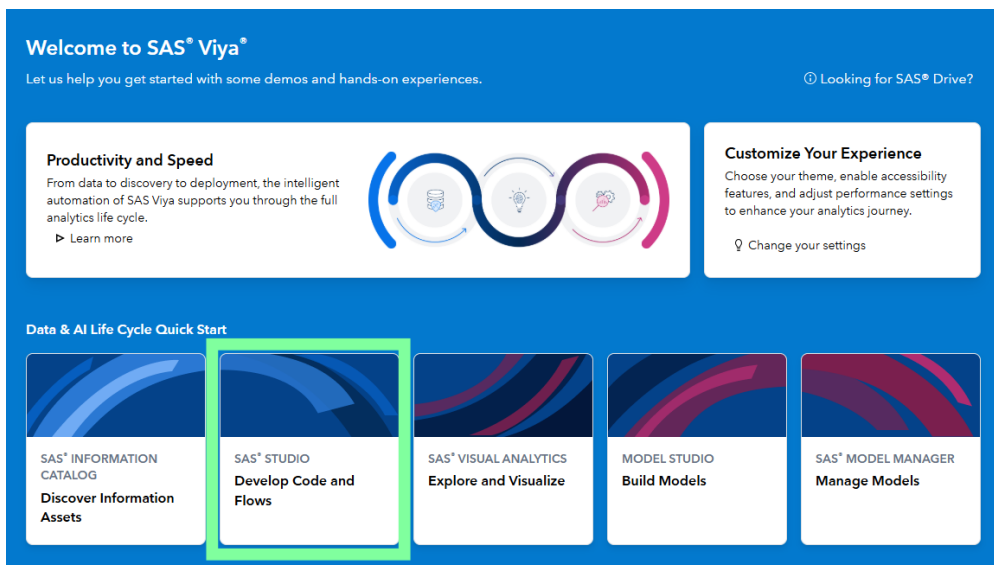 Welcome to SAS® Viya®
Let us help you get started with some demos and hands-on experiences.
Looking for SAS® Drive?
Productivity and Speed
From data to discovery to deployment, the intelligent
automation of SAS Viya supports you through the full
analytics life cycle.
Learn more
Customize Your Experience
Choose your theme, enable accessibility
features, and adjust performance settings
to enhance your analytics journey.
Change your settings
Data & AI Life Cycle Quick Start
SAS® INFORMATION
CATALOG
Discover Information
Assets
SAS® STUDIO
Develop Code and
Flows
SAS® VISUAL ANALYTICS
Explore and Visualize
MODEL STUDIO
Build Models
SAS® MODEL MANAGER
Manage Models